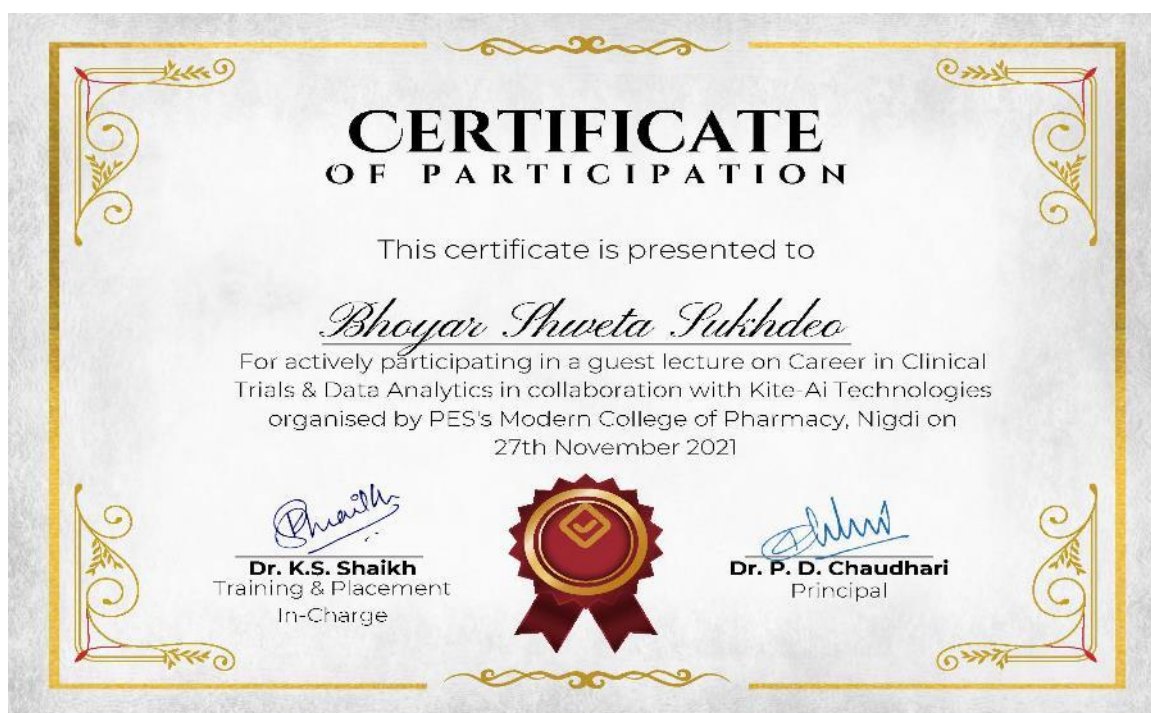 CERTIFICATE
OF PARTICIPATION
This certificate is presented to
Bhoyar Shweta Sukhdeo
For actively participating in a guest lecture on Career in Clinical
Trials & Data Analytics in collaboration with Kite-Ai Technologies
organised by PES's Modern College of Pharmacy, Nigdi on
27th November 2021
Dr. K.S. Shaikh
Training & Placement
In-Charge
Dr. P. D. Chaudhari
Principal